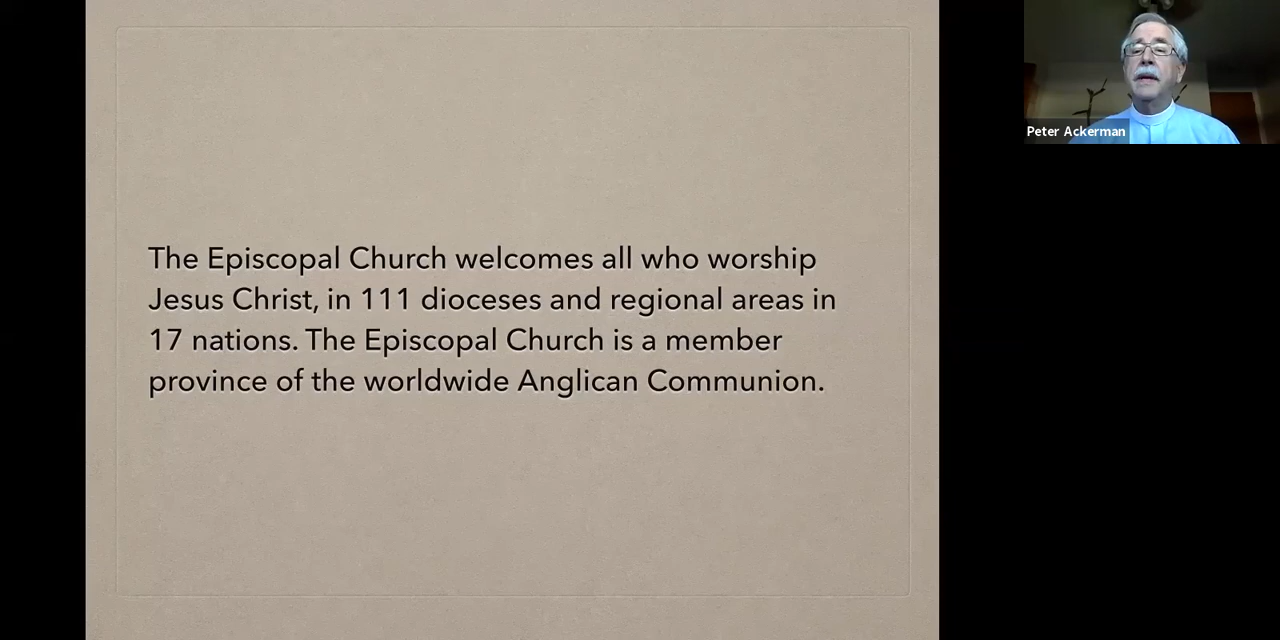 The Episcopal Church welcomes all who worship
Jesus Christ, in 111 dioceses and regional areas in
17 nations. The Episcopal Church is a member
province of the worldwide Anglican Communion.
Peter Ackerman